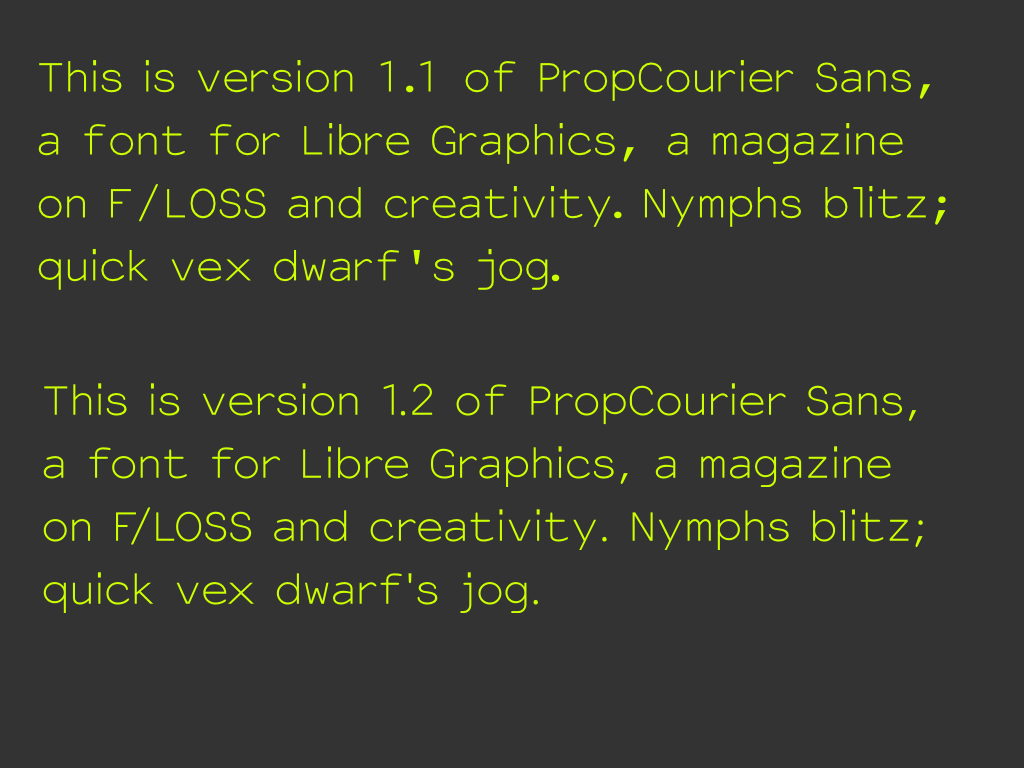 This is version 1.1 of PropCourier Sans,
a font for Libre Graphics, a magazine
on F/LOSS and creativity. Nymphs blitz;
quick vex dwarf's jog.
This is version 1.2 of PropCourier Sans,
a font for Libre Graphics, a magazine
on F/LOSS and creativity. Nymphs blitz;
quick vex dwarf's jog.